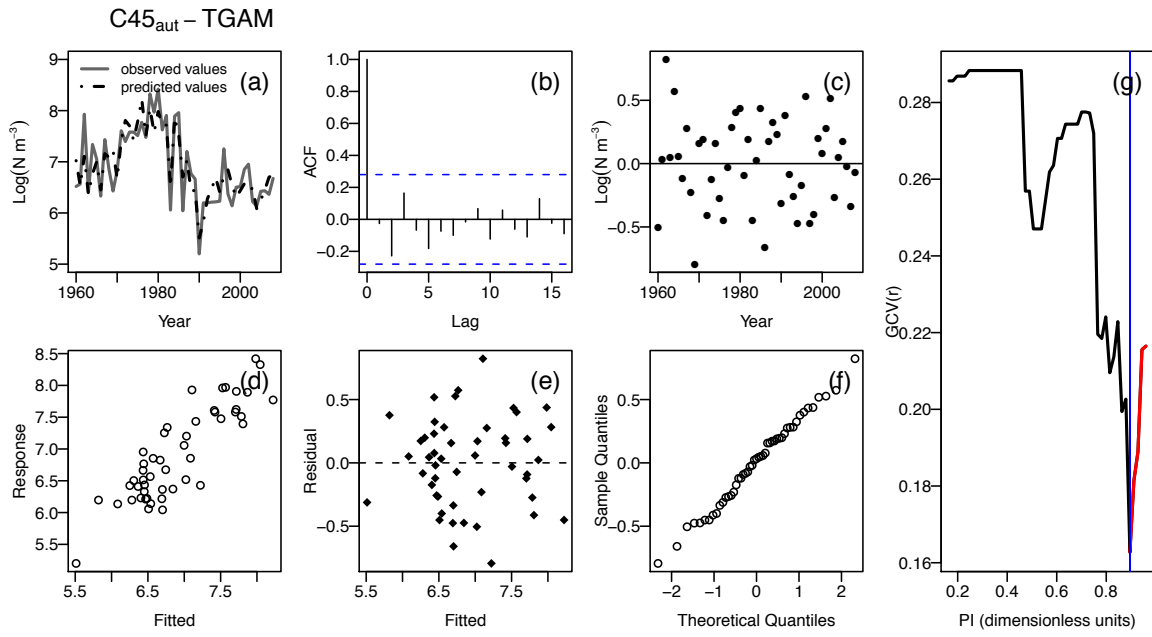 C45aut – TGAM
(a)
observed values
predicted values
Log(N m−3)
9
8
7
6
5
1960
1980
2000
Year
(b)
ACF
1.0
0.8
0.6
0.4
0.2
0.0
−0.2
0
5
10
15
Lag
(c)
Log(N m−3)
0.5
0.0
−0.5
1960
1970
1980
1990
2000
Year
(d)
Response
8.5
8.0
7.5
7.0
6.5
6.0
5.5
5.5
6.5
7.5
Fitted
(e)
Residual
0.5
0.0
−0.5
5.5
6.5
7.5
Fitted
(f)
Sample Quantiles
0.5
0.0
−0.5
−2
−1
0
1
2
Theoretical Quantiles
(g)
GCV(r)
0.28
0.26
0.24
0.22
0.20
0.18
0.16
0.2
0.4
0.6
0.8
PI (dimensionless units)